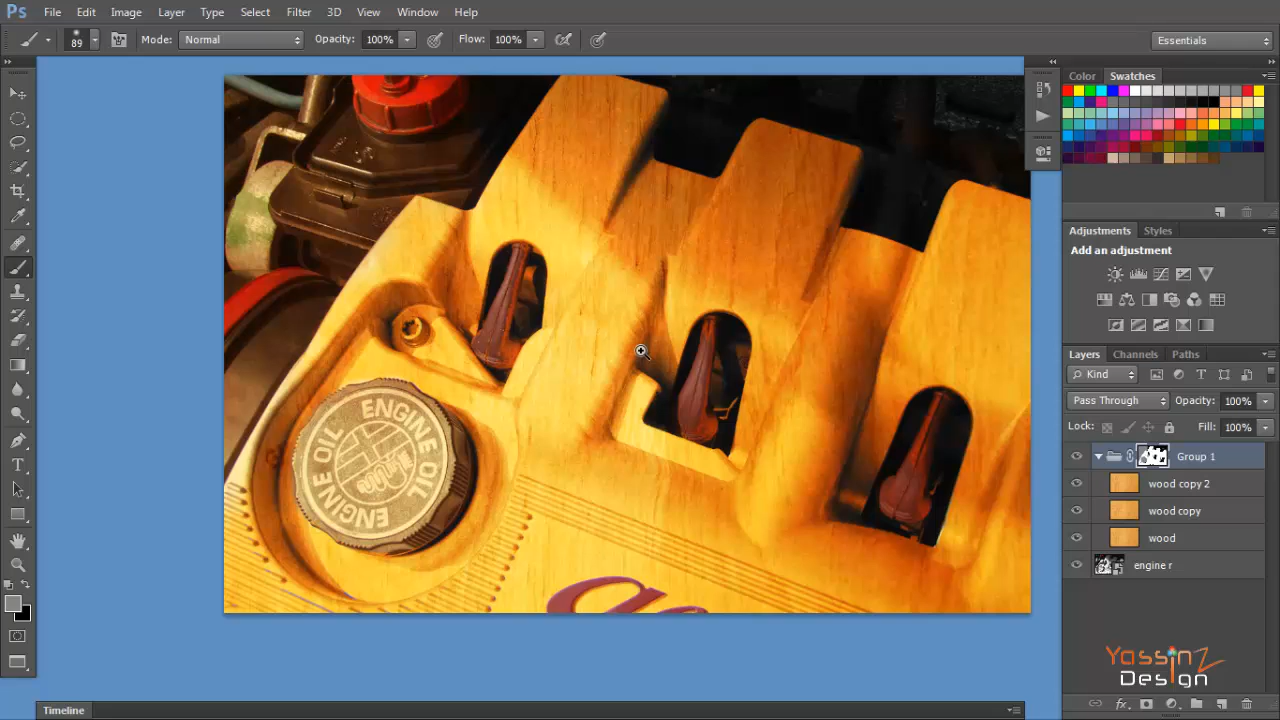 Ps File Edit Image Layer Type Select Filter 3D View Window Help
89 Mode: Normal Opacity: 100% Flow: 100% Essentials
Color Swatches
Adjustments Styles
Add an adjustment
Layers Channels Paths
Kind
Pass Through Opacity: 100%
Lock: Fill: 100%
Group 1
wood copy 2
wood copy
wood
engine r
ENGINE OIL
ENGINE OIL
YassinZ
Design
Timeline